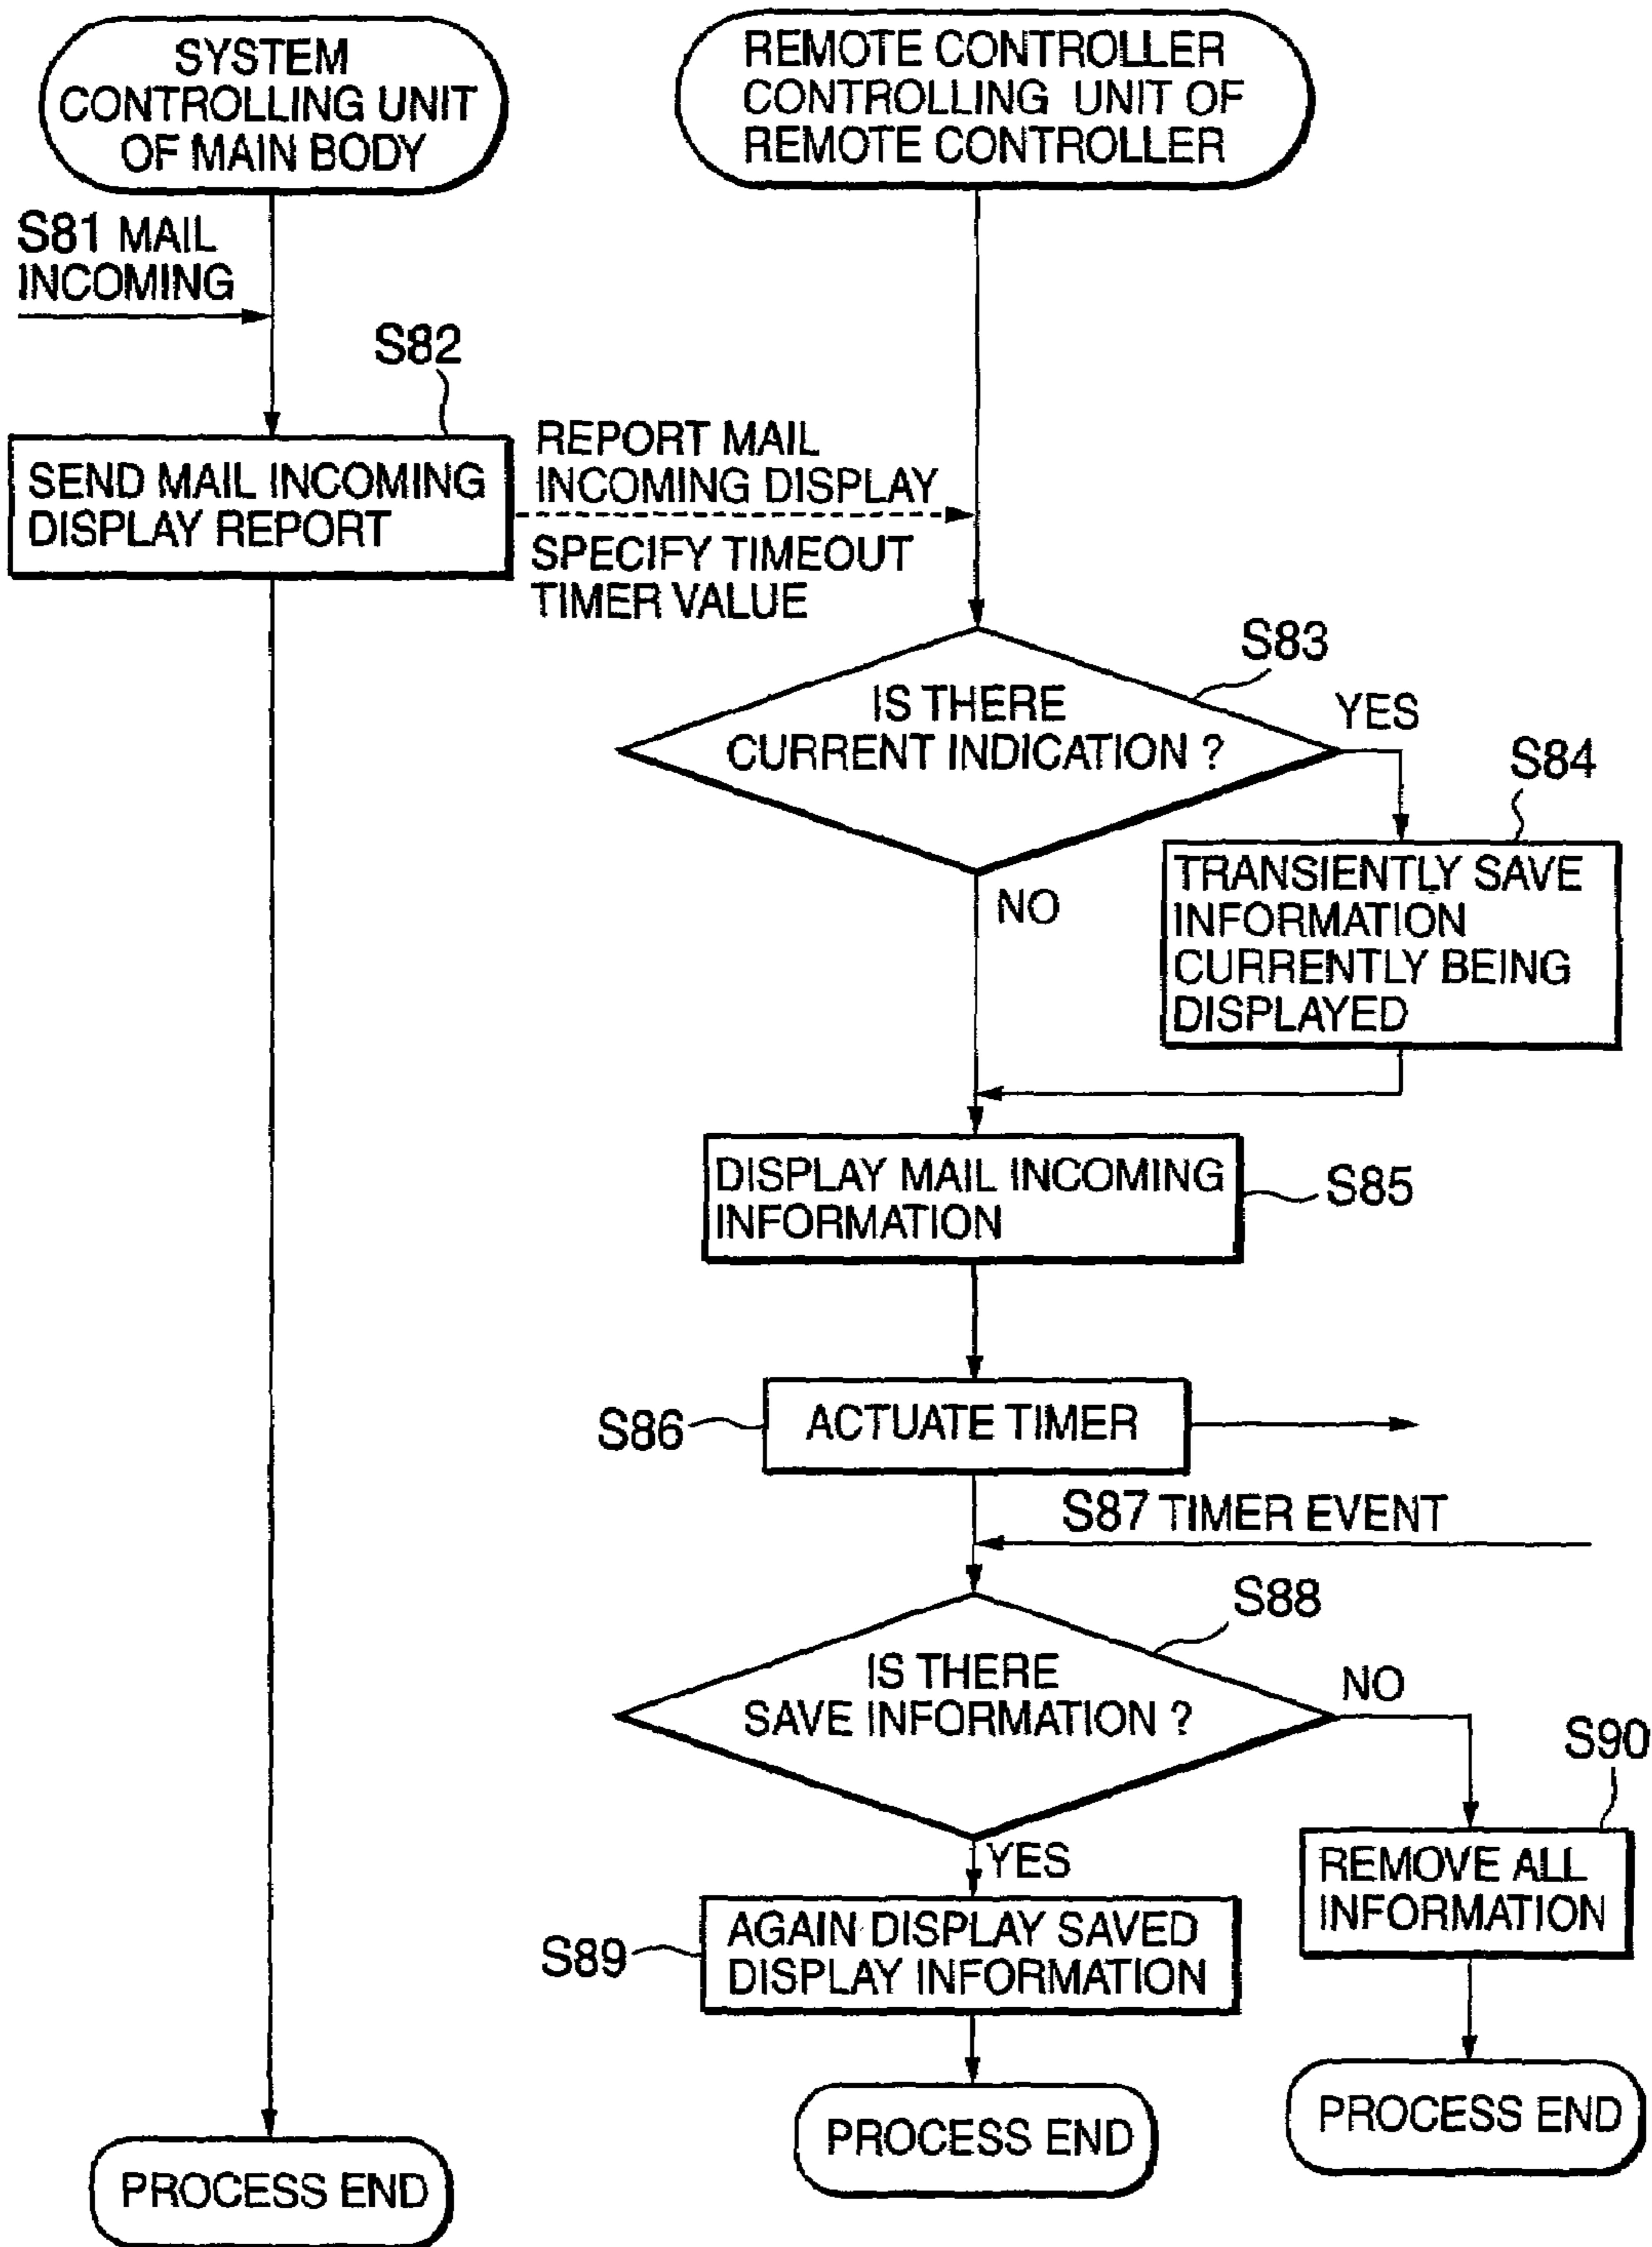 SYSTEM
CONTROLLING UNIT
OF MAIN BODY
REMOTE CONTROLLER
CONTROLLING UNIT OF
REMOTE CONTROLLER
S81 MAIL
INCOMING
S82
SEND MAIL INCOMING
DISPLAY REPORT
REPORT MAIL
INCOMING DISPLAY
SPECIFY TIMEOUT
TIMER VALUE
S83
IS THERE
CURRENT INDICATION ?
YES
NO
S84
TRANSIENTLY SAVE
INFORMATION
CURRENTLY BEING
DISPLAYED
DISPLAY MAIL INCOMING
INFORMATION
S85
S86
ACTUATE TIMER
S87 TIMER EVENT
S88
IS THERE
SAVE INFORMATION ?
NO
YES
S90
REMOVE ALL
INFORMATION
S89
AGAIN DISPLAY SAVED
DISPLAY INFORMATION
PROCESS END
PROCESS END
PROCESS END